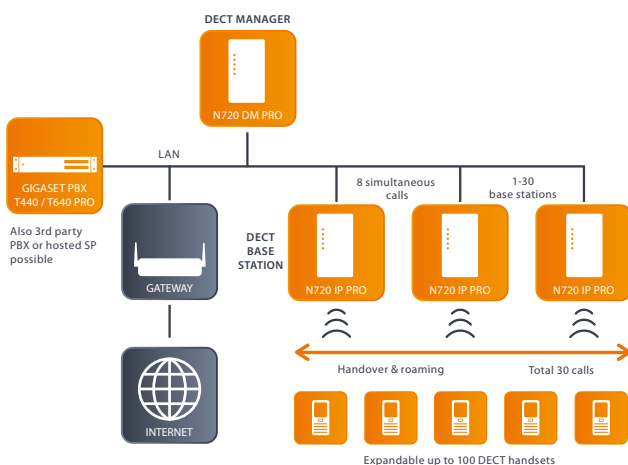 DECT MANAGER
N720 DM PRO
LAN
GIGASET PBX
T440 / T640 PRO
Also 3rd party
PBX or hosted SP
possible
8 simultaneous
calls
1-30
base stations
DECT
BASE
STATION
GATEWAY
N720 IP PRO
N720 IP PRO
N720 IP PRO
Handover & roaming
Total 30 calls
INTERNET
Expandable up to 100 DECT handsets